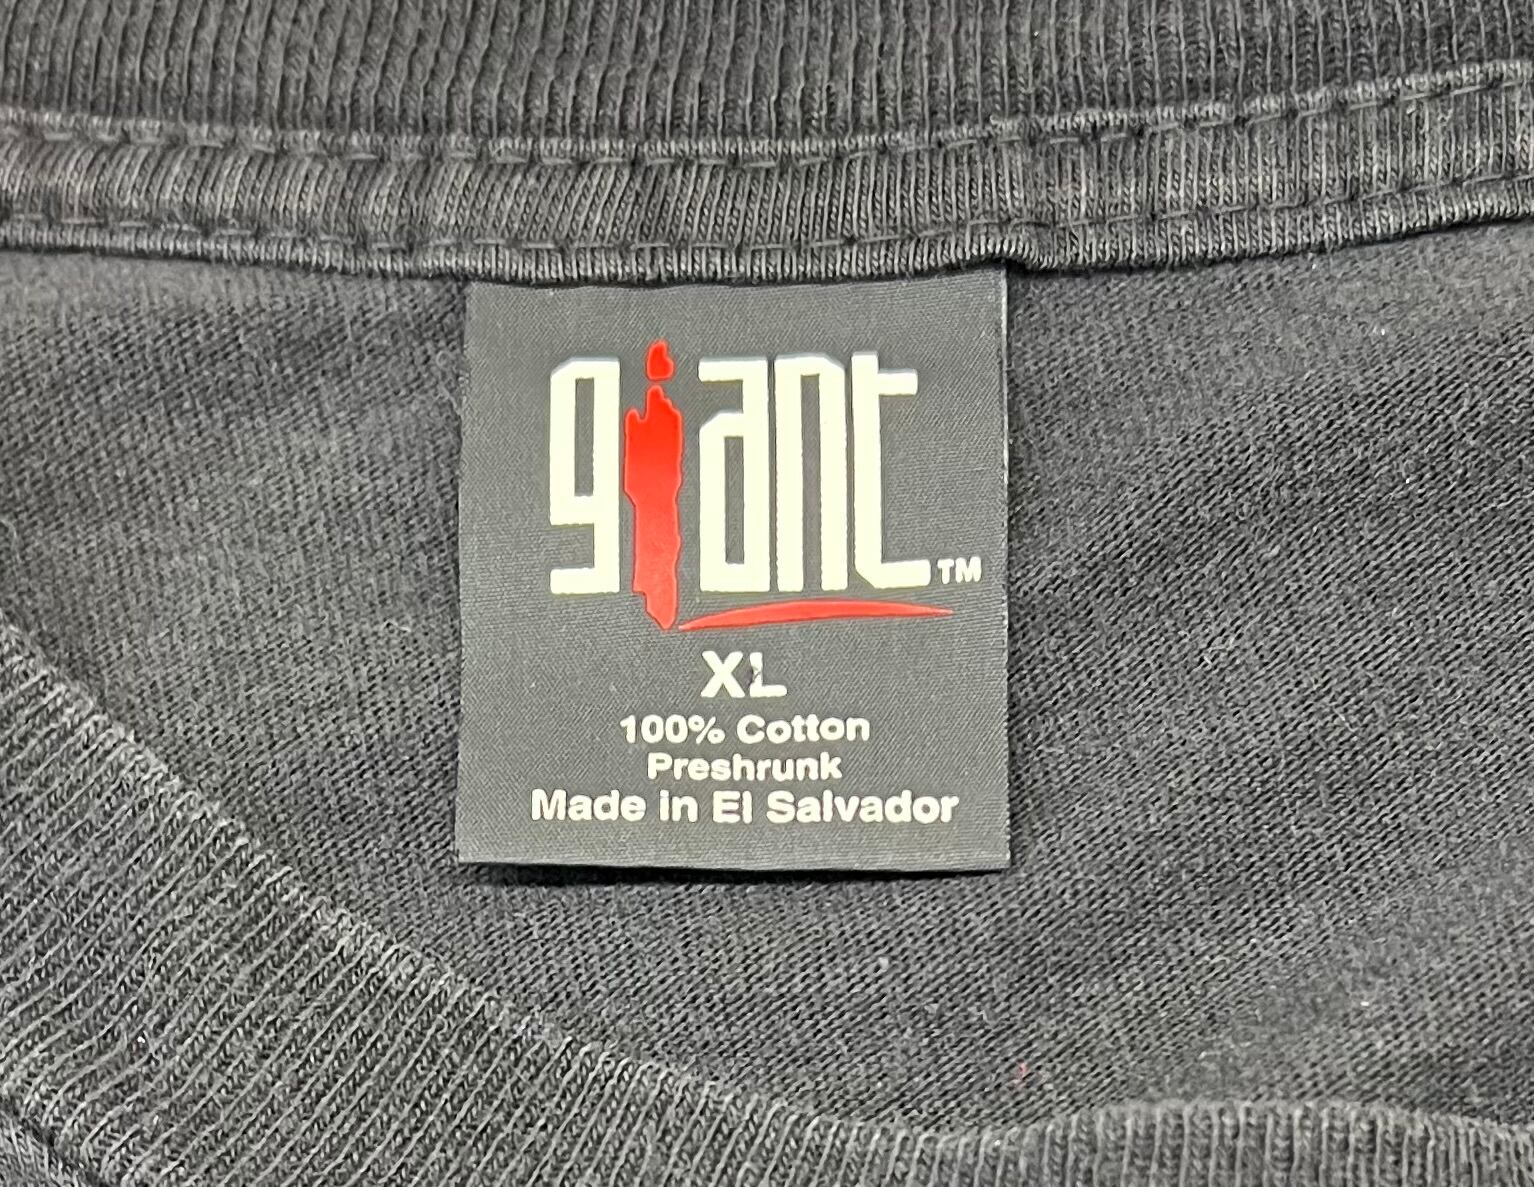 giant™
XL
100% Cotton
Preshrunk
Made in El Salvador